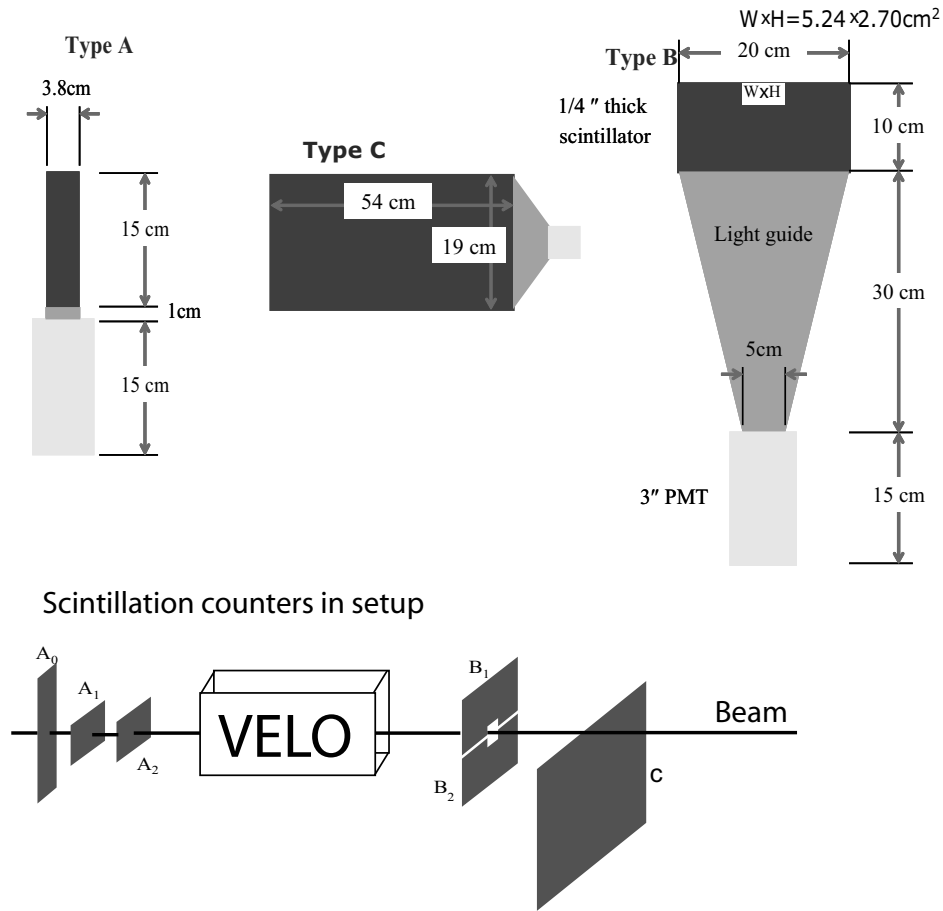 W×H=5.24 ×2.70cm²
Type A
Type B
20 cm
3.8cm
W×H
1/4 ″ thick
scintillator
10 cm
Type C
54 cm
15 cm
19 cm
Light guide
1cm
30 cm
5cm
15 cm
3″ PMT
15 cm
Scintillation counters in setup
A₀
A₁
A₂
VELO
B₁
B₂
Beam
C